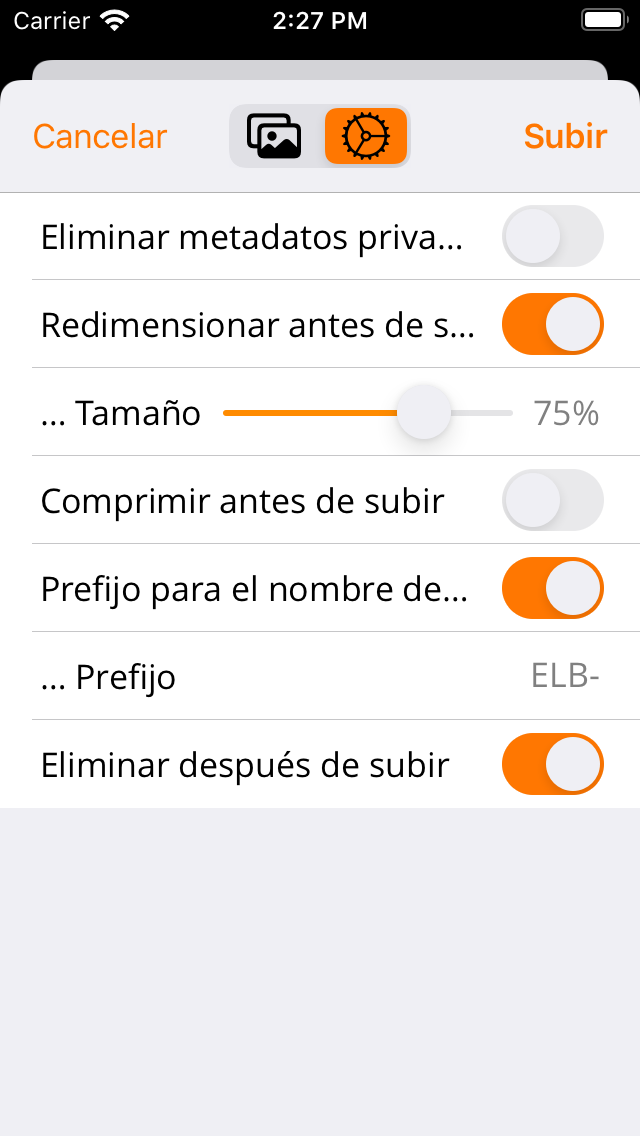 Carrier 2:27 PM
Cancelar Subir
Eliminar metadatos priva...
Redimensionar antes de s...
... Tamaño 75%
Comprimir antes de subir
Prefijo para el nombre de...
... Prefijo ELB-
Eliminar después de subir